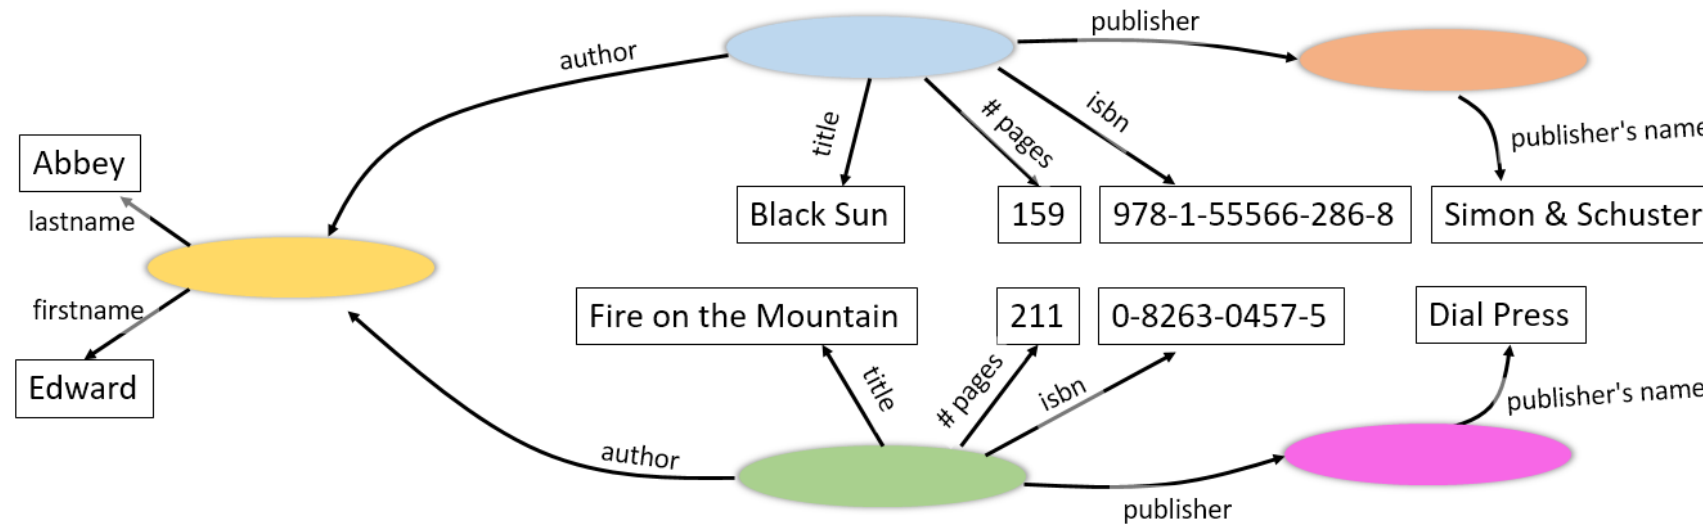 publisher
author
title
# pages
isbn
publisher's name
Abbey
lastname
Black Sun
159
978-1-55566-286-8
Simon & Schuster
firstname
Edward
Fire on the Mountain
211
0-8263-0457-5
Dial Press
title
# pages
isbn
publisher's name
author
publisher